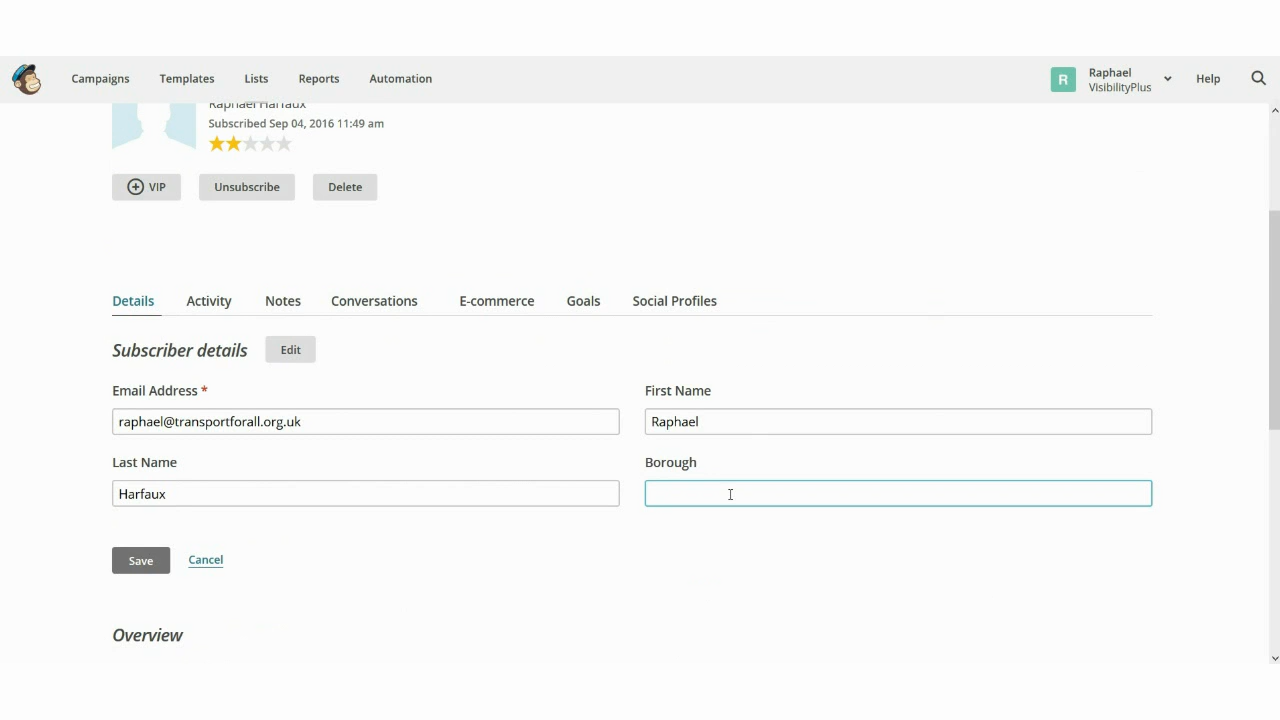 Campaigns Templates Lists Reports Automation
R Raphael Help
VIsibilityPlus
Raphael Harfaux
Subscribed Sep 04, 2016 11:49 am
VIP Unsubscribe Delete
Details Activity Notes Conversations E-commerce Goals Social Profiles
Subscriber details Edit
Email Address * First Name
raphael@transportforall.org.uk Raphael
Last Name Borough
Harfaux
Save Cancel
Overview